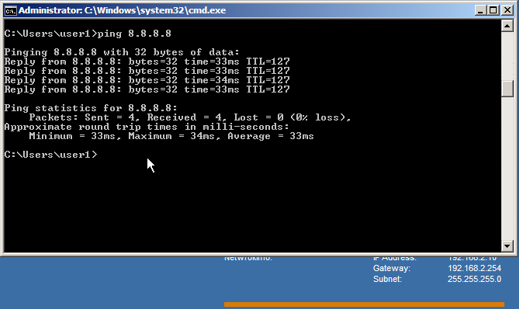 Administrator: C:\Windows\system32\cmd.exe
C:\Users\user1>ping 8.8.8.8
Pinging 8.8.8.8 with 32 bytes of data:
Reply from 8.8.8.8: bytes=32 time=33ms TTL=127
Reply from 8.8.8.8: bytes=32 time=33ms TTL=127
Reply from 8.8.8.8: bytes=32 time=34ms TTL=127
Reply from 8.8.8.8: bytes=32 time=33ms TTL=127
Ping statistics for 8.8.8.8:
Packets: Sent = 4, Received = 4, Lost = 0 (0% loss),
Approximate round trip times in milli-seconds:
Minimum = 33ms, Maximum = 34ms, Average = 33ms
C:\Users\user1>
IP Address: 192.168.2.10
Gateway: 192.168.2.254
Subnet: 255.255.255.0